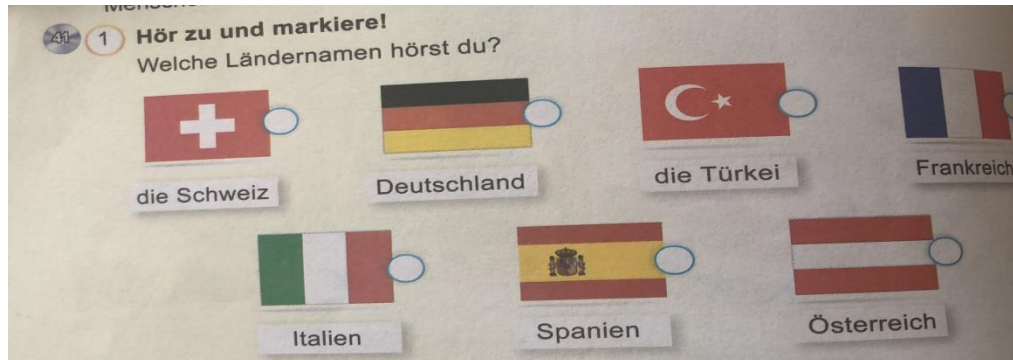 41 1 Hör zu und markiere!
Welche Ländernamen hörst du?
die Schweiz
Deutschland
die Türkei
Frankreich
Italien
Spanien
Österreich